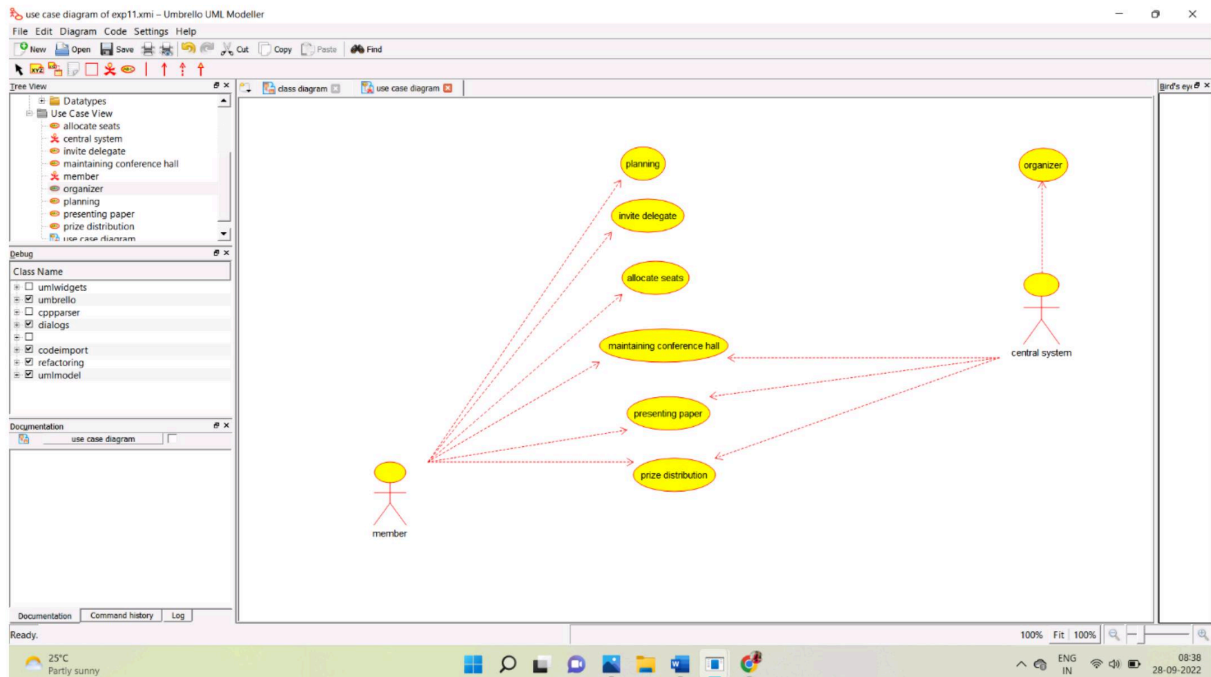 use case diagram of exp11.xmi – Umbrello UML Modeller
File Edit Diagram Code Settings Help
New Open Save Cut Copy Paste Find
XYZ
Tree View
Datatypes
Use Case View
allocate seats
central system
invite delegate
maintaining conference hall
member
organizer
planning
presenting paper
prize distribution
use case diagram
Debug
Class Name
umlwidgets
umbrello
cppparser
dialogs
codeimport
refactoring
umlmodel
Documentation
use case diagram
Documentation Command history Log
Ready.
class diagram use case diagram
planning
invite delegate
allocate seats
maintaining conference hall
presenting paper
prize distribution
member
organizer
central system
Bird's eye
100% Fit 100%
25°C
Partly sunny
ENG
IN
08:38
28-09-2022